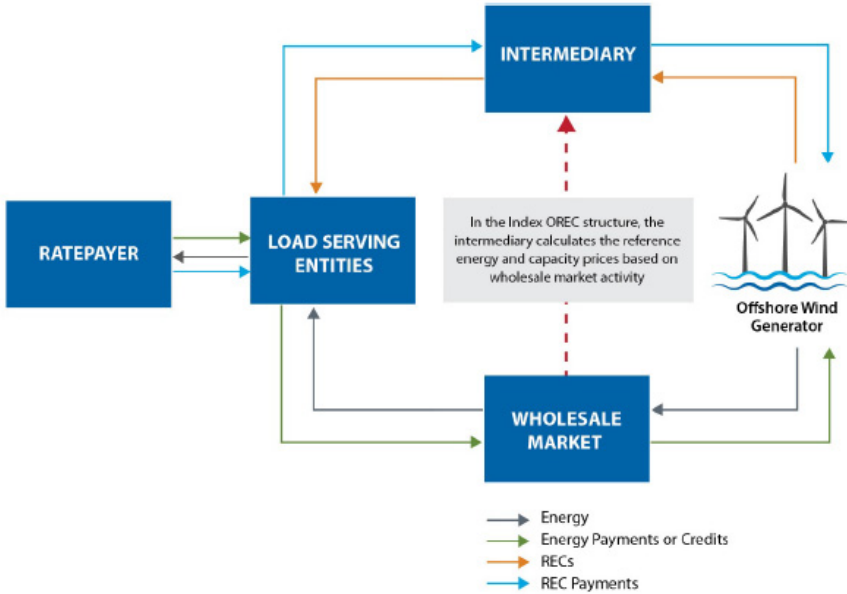 INTERMEDIARY
RATEPAYER
LOAD SERVING
ENTITIES
In the Index OREC structure, the
intermediary calculates the reference
energy and capacity prices based on
wholesale market activity
Offshore Wind
Generator
WHOLESALE
MARKET
Energy
Energy Payments or Credits
RECs
REC Payments